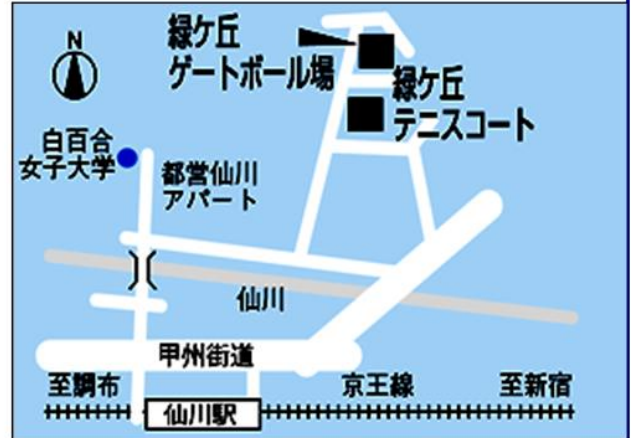 N
緑ケ丘
ゲートボール場
緑ケ丘
テニスコート
白百合
女子大学
都営仙川
アパート
仙川
甲州街道
至調布
京王線
至新宿
仙川駅